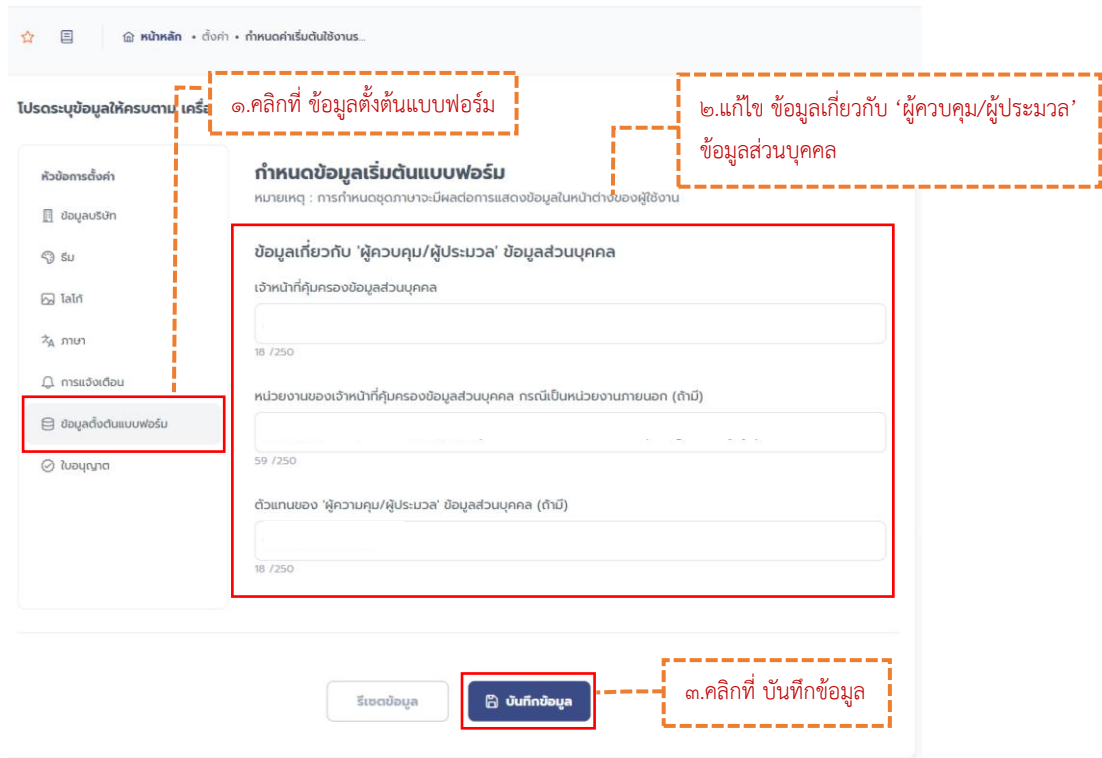 หน้าหลัก • ตั้งค่า • กำหนดค่าเริ่มต้นใช้งานร...
โปรดระบุข้อมูลให้ครบตาม เครื่อ
๑.คลิกที่ ข้อมูลตั้งต้นแบบฟอร์ม
๒.แก้ไข ข้อมูลเกี่ยวกับ ‘ผู้ควบคุม/ผู้ประมวล’
ข้อมูลส่วนบุคคล
หัวข้อการตั้งค่า
ข้อมูลบริษัท
ธีม
โลโก้
ภาษา
การแจ้งเตือน
ข้อมูลตั้งต้นแบบฟอร์ม
ใบอนุญาต
กำหนดข้อมูลเริ่มต้นแบบฟอร์ม
หมายเหตุ : การกำหนดชุดภาษาจะมีผลต่อการแสดงข้อมูลในหน้าต่างของผู้ใช้งาน
ข้อมูลเกี่ยวกับ 'ผู้ควบคุม/ผู้ประมวล' ข้อมูลส่วนบุคคล
เจ้าหน้าที่คุ้มครองข้อมูลส่วนบุคคล
18 /250
หน่วยงานของเจ้าหน้าที่คุ้มครองข้อมูลส่วนบุคคล กรณีเป็นหน่วยงานภายนอก (ถ้ามี)
59 /250
ตัวแทนของ 'ผู้ความคุม/ผู้ประมวล' ข้อมูลส่วนบุคคล (ถ้ามี)
18 /250
รีเซตข้อมูล
บันทึกข้อมูล
๓.คลิกที่ บันทึกข้อมูล